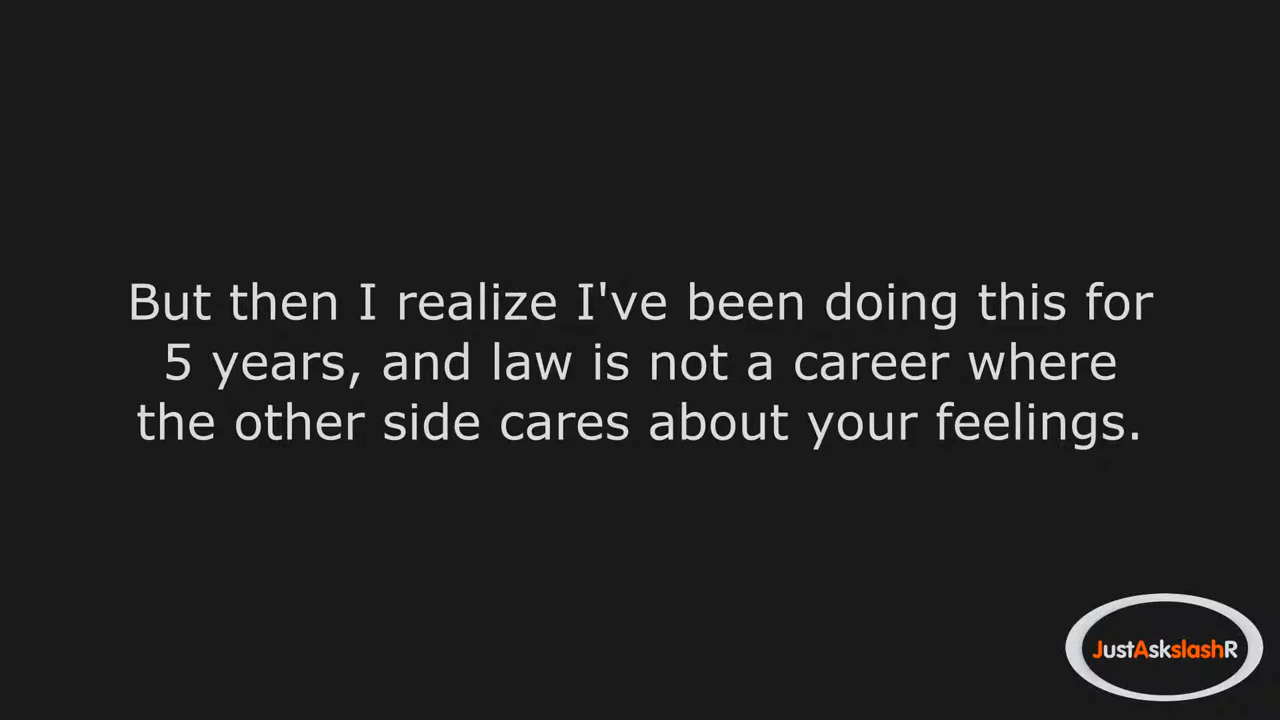 But then I realize I've been doing this for
5 years, and law is not a career where
the other side cares about your feelings.
JustAskslashR